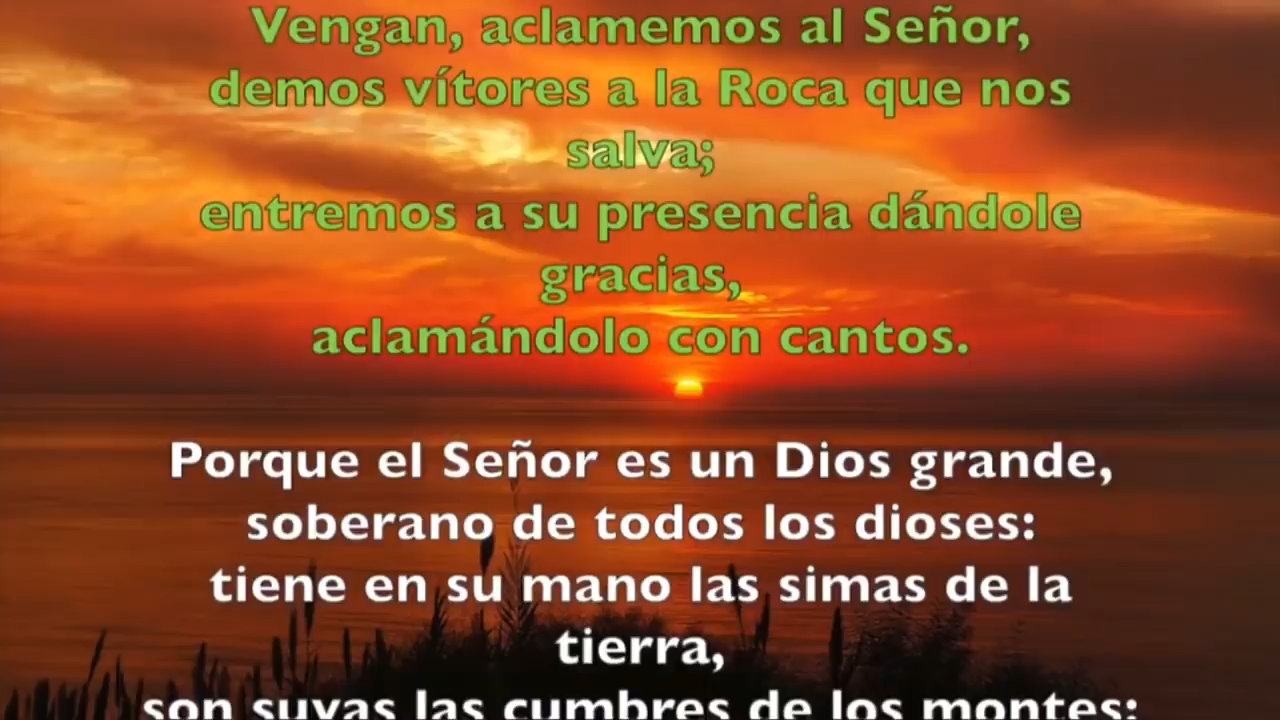 Vengan, aclamemos al Señor,
demos vítores a la Roca que nos
salva;
entremos a su presencia dándole
gracias,
aclamándolo con cantos.
Porque el Señor es un Dios grande,
soberano de todos los dioses:
tiene en su mano las simas de la
tierra,
son suyas las cumbres de los montes: